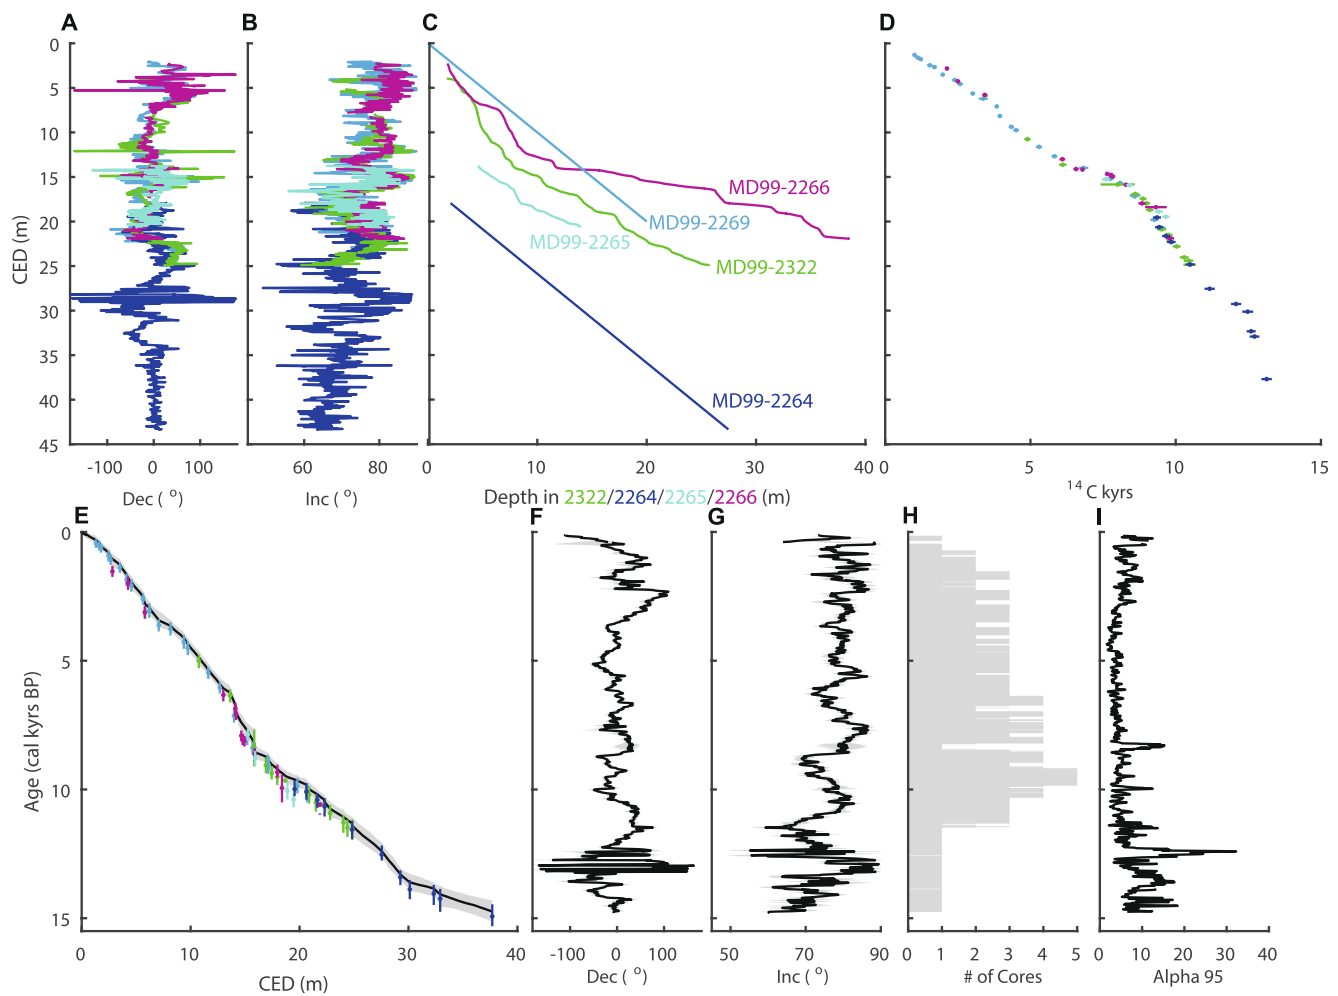 A
B
C
D
0
5
10
15
20
25
30
35
40
45
CED (m)
-100 0 100
Dec ( °)
60 80
Inc ( °)
MD99-2266
MD99-2269
MD99-2265
MD99-2322
MD99-2264
0 10 20 30 40
Depth in 2322/2264/2265/2266 (m)
5 10 15
14 C kyrs
E
F
G
H
I
0
5
10
15
Age (cal kyrs BP)
0 10 20 30 40
CED (m)
-100 0 100
Dec ( °)
50 70 90
Inc ( °)
0 1 2 3 4 5
# of Cores
0 10 20 30 40
Alpha 95